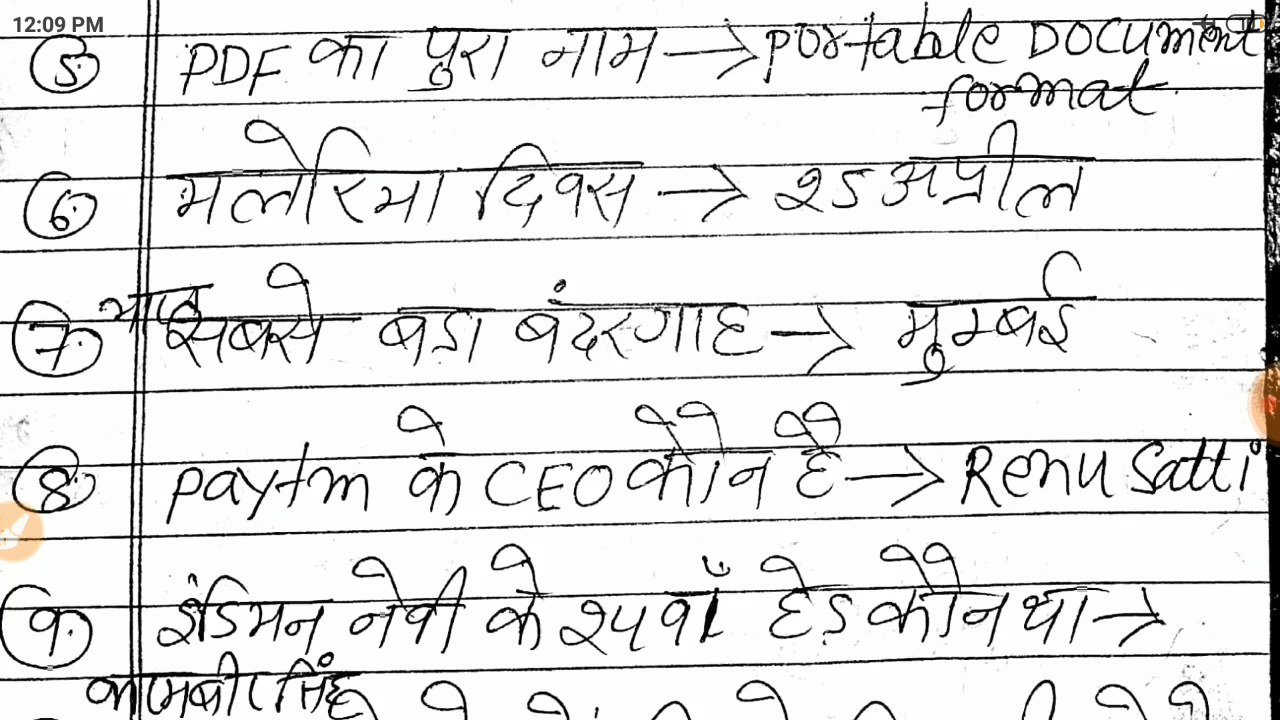 12:09 PM
5 PDF का पुरा नाम → Portable Document
format
6 मलेरिया दिवस → 25 अप्रील
7 भारत सबसे बडा बंदरगाह → मुम्बई
8 paytm के CEO कौन है → Renu Satti
9 इंडियन नेवी के 24 वाँ हेड कौन था →
करमबीर सिंह